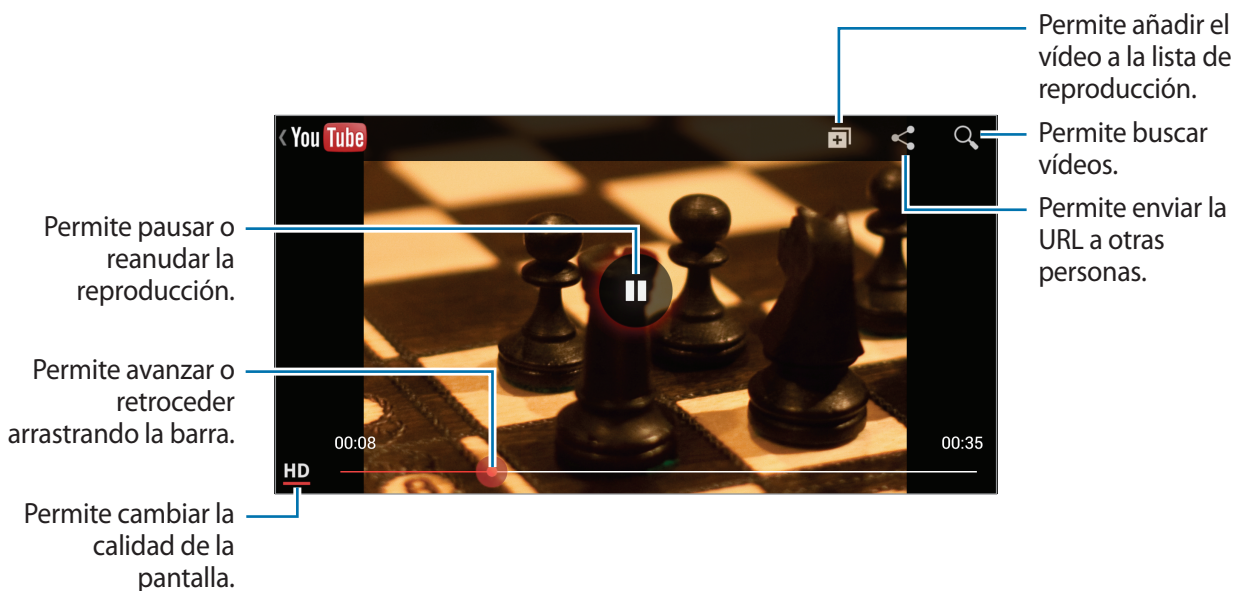 Permite añadir el
vídeo a la lista de
reproducción.
You Tube
Permite buscar
vídeos.
Permite enviar la
URL a otras
personas.
Permite pausar o
reanudar la
reproducción.
Permite avanzar o
retroceder
arrastrando la barra.
00:08
00:35
HD
Permite cambiar la
calidad de la
pantalla.